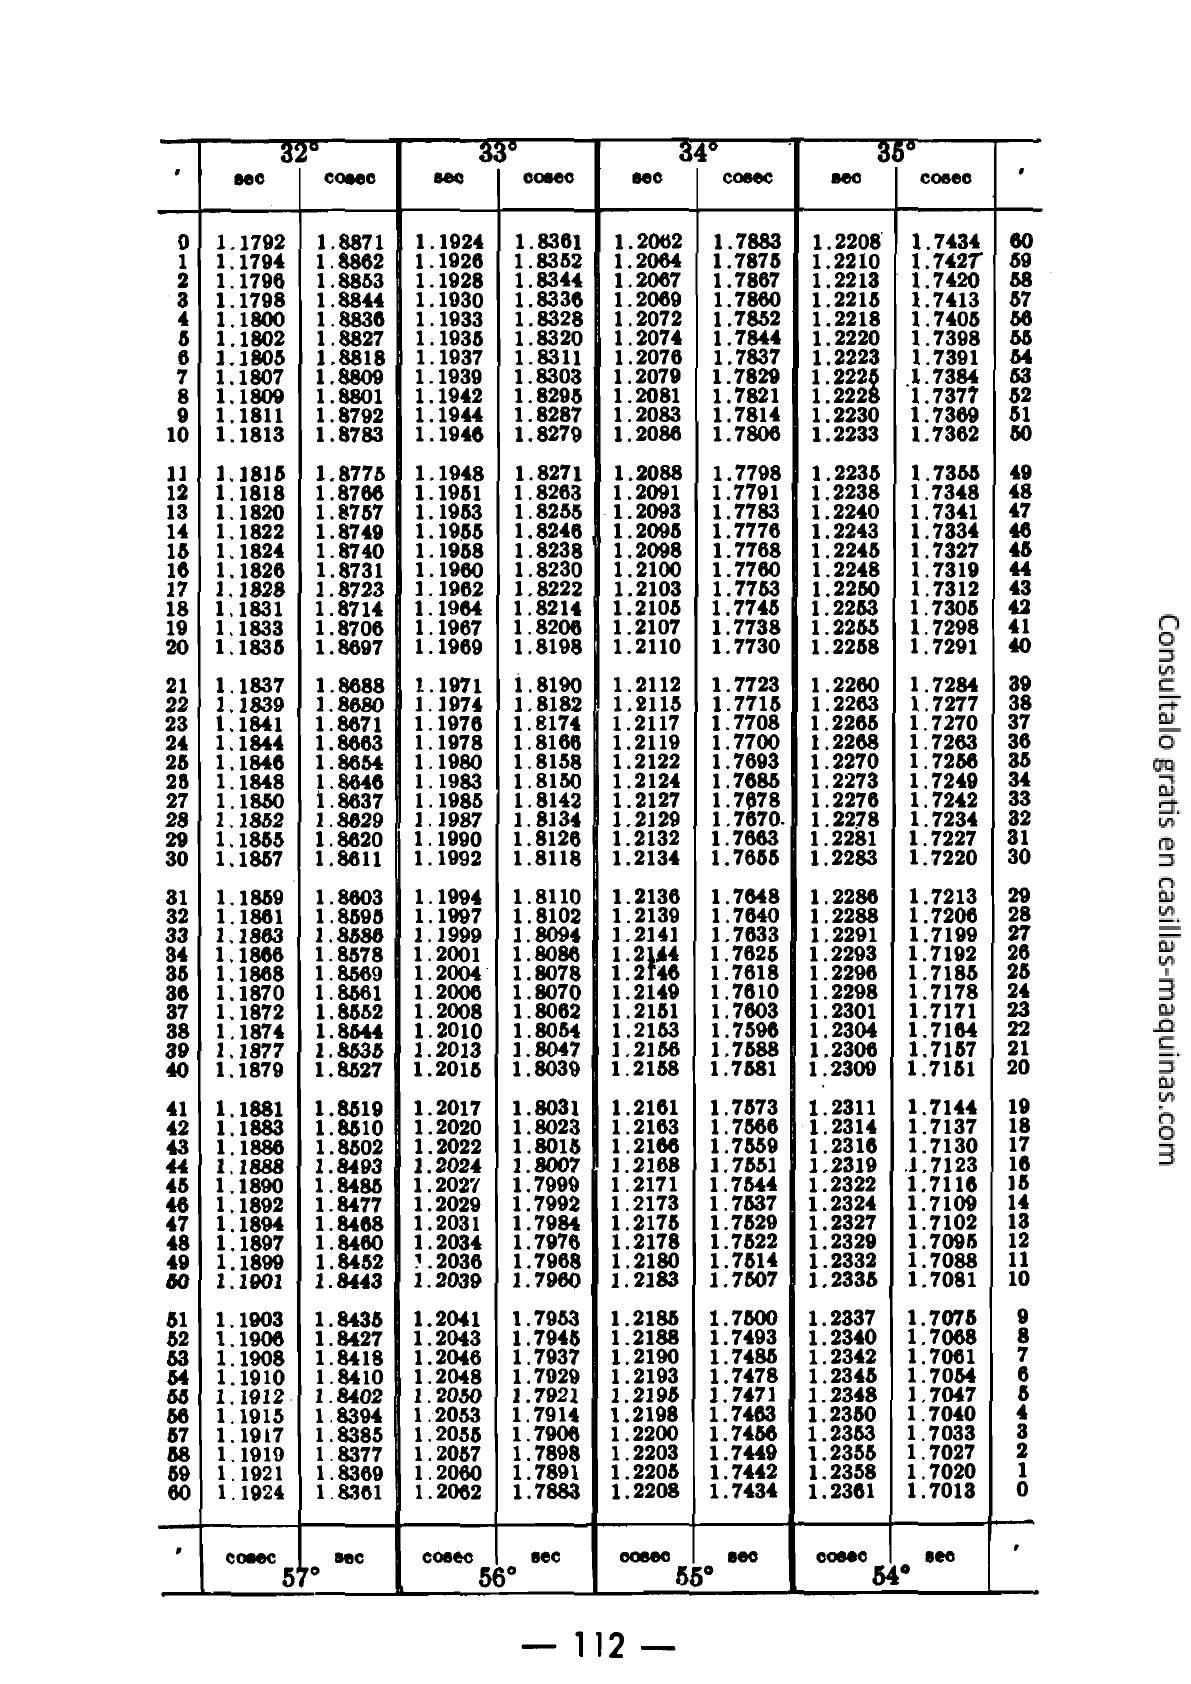 32° 33° 34° 35°
' sec cosec sec cosec sec cosec sec cosec '
0 1.1792 1.8871 1.1924 1.8361 1.2062 1.7883 1.2208 1.7434 60
1 1.1794 1.8862 1.1926 1.8352 1.2064 1.7875 1.2210 1.7427 59
2 1.1796 1.8853 1.1928 1.8344 1.2067 1.7867 1.2213 1.7420 58
3 1.1798 1.8844 1.1930 1.8336 1.2069 1.7860 1.2215 1.7413 57
4 1.1800 1.8836 1.1933 1.8328 1.2072 1.7852 1.2218 1.7405 56
5 1.1802 1.8827 1.1935 1.8320 1.2074 1.7844 1.2220 1.7398 55
6 1.1805 1.8818 1.1937 1.8311 1.2076 1.7837 1.2223 1.7391 54
7 1.1807 1.8809 1.1939 1.8303 1.2079 1.7829 1.2225 1.7384 53
8 1.1809 1.8801 1.1942 1.8295 1.2081 1.7821 1.2228 1.7377 52
9 1.1811 1.8792 1.1944 1.8287 1.2083 1.7814 1.2230 1.7369 51
10 1.1813 1.8783 1.1946 1.8279 1.2086 1.7806 1.2233 1.7362 50
11 1.1815 1.8775 1.1948 1.8271 1.2088 1.7798 1.2235 1.7355 49
12 1.1818 1.8766 1.1951 1.8263 1.2091 1.7791 1.2238 1.7348 48
13 1.1820 1.8757 1.1953 1.8255 1.2093 1.7783 1.2240 1.7341 47
14 1.1822 1.8749 1.1955 1.8246 1.2095 1.7776 1.2243 1.7334 46
15 1.1824 1.8740 1.1958 1.8238 1.2098 1.7768 1.2245 1.7327 45
16 1.1826 1.8731 1.1960 1.8230 1.2100 1.7760 1.2248 1.7319 44
17 1.1828 1.8723 1.1962 1.8222 1.2103 1.7753 1.2250 1.7312 43
18 1.1831 1.8714 1.1964 1.8214 1.2105 1.7745 1.2253 1.7305 42
19 1.1833 1.8706 1.1967 1.8206 1.2107 1.7738 1.2255 1.7298 41
20 1.1835 1.8697 1.1969 1.8198 1.2110 1.7730 1.2258 1.7291 40
21 1.1837 1.8688 1.1971 1.8190 1.2112 1.7723 1.2260 1.7284 39
22 1.1839 1.8680 1.1974 1.8182 1.2115 1.7715 1.2263 1.7277 38
23 1.1841 1.8671 1.1976 1.8174 1.2117 1.7708 1.2265 1.7270 37
24 1.1844 1.8663 1.1978 1.8166 1.2119 1.7700 1.2268 1.7263 36
25 1.1846 1.8654 1.1980 1.8158 1.2122 1.7693 1.2270 1.7256 35
26 1.1848 1.8646 1.1983 1.8150 1.2124 1.7685 1.2273 1.7249 34
27 1.1850 1.8637 1.1985 1.8142 1.2127 1.7678 1.2276 1.7242 33
28 1.1852 1.8629 1.1987 1.8134 1.2129 1.7670 1.2278 1.7234 32
29 1.1855 1.8620 1.1990 1.8126 1.2132 1.7663 1.2281 1.7227 31
30 1.1857 1.8611 1.1992 1.8118 1.2134 1.7655 1.2283 1.7220 30
31 1.1859 1.8603 1.1994 1.8110 1.2136 1.7648 1.2286 1.7213 29
32 1.1861 1.8595 1.1997 1.8102 1.2139 1.7640 1.2288 1.7206 28
33 1.1863 1.8586 1.1999 1.8094 1.2141 1.7633 1.2291 1.7199 27
34 1.1866 1.8578 1.2001 1.8086 1.2144 1.7625 1.2293 1.7192 26
35 1.1868 1.8569 1.2004 1.8078 1.2146 1.7618 1.2296 1.7185 25
36 1.1870 1.8561 1.2006 1.8070 1.2149 1.7610 1.2298 1.7178 24
37 1.1872 1.8552 1.2008 1.8062 1.2151 1.7603 1.2301 1.7171 23
38 1.1874 1.8544 1.2010 1.8054 1.2153 1.7596 1.2304 1.7164 22
39 1.1877 1.8535 1.2013 1.8047 1.2156 1.7588 1.2306 1.7157 21
40 1.1879 1.8527 1.2015 1.8039 1.2158 1.7581 1.2309 1.7151 20
41 1.1881 1.8519 1.2017 1.8031 1.2161 1.7573 1.2311 1.7144 19
42 1.1883 1.8510 1.2020 1.8023 1.2163 1.7566 1.2314 1.7137 18
43 1.1886 1.8502 1.2022 1.8015 1.2166 1.7559 1.2316 1.7130 17
44 1.1888 1.8493 1.2024 1.8007 1.2168 1.7551 1.2319 1.7123 16
45 1.1890 1.8485 1.2027 1.7999 1.2171 1.7544 1.2322 1.7116 15
46 1.1892 1.8477 1.2029 1.7992 1.2173 1.7537 1.2324 1.7109 14
47 1.1894 1.8468 1.2031 1.7984 1.2175 1.7529 1.2327 1.7102 13
48 1.1897 1.8460 1.2034 1.7976 1.2178 1.7522 1.2329 1.7095 12
49 1.1899 1.8452 1.2036 1.7968 1.2180 1.7514 1.2332 1.7088 11
50 1.1901 1.8443 1.2039 1.7960 1.2183 1.7507 1.2335 1.7081 10
51 1.1903 1.8435 1.2041 1.7953 1.2185 1.7500 1.2337 1.7075 9
52 1.1906 1.8427 1.2043 1.7945 1.2188 1.7493 1.2340 1.7068 8
53 1.1908 1.8418 1.2046 1.7937 1.2190 1.7485 1.2342 1.7061 7
54 1.1910 1.8410 1.2048 1.7929 1.2193 1.7478 1.2345 1.7054 6
55 1.1912 1.8402 1.2050 1.7921 1.2195 1.7471 1.2348 1.7047 5
56 1.1915 1.8394 1.2053 1.7914 1.2198 1.7463 1.2350 1.7040 4
57 1.1917 1.8385 1.2055 1.7906 1.2200 1.7456 1.2353 1.7033 3
58 1.1919 1.8377 1.2057 1.7898 1.2203 1.7449 1.2355 1.7027 2
59 1.1921 1.8369 1.2060 1.7891 1.2205 1.7442 1.2358 1.7020 1
60 1.1924 1.8361 1.2062 1.7883 1.2208 1.7434 1.2361 1.7013 0
' cosec sec cosec sec cosec sec cosec sec '
57° 56° 55° 54°
— 112 —
Consultalo gratis en casillas-maquinas.com